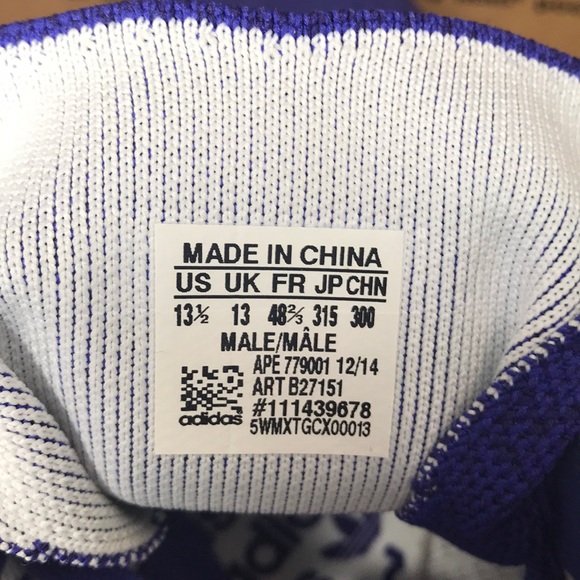 MADE IN CHINA
US UK FR JP CHN
13½ 13 48⅔ 315 300
MALE/MÂLE
APE 779001 12/14
ART B27151
#111439678
adidas 5WMXTGCX00013
adidas